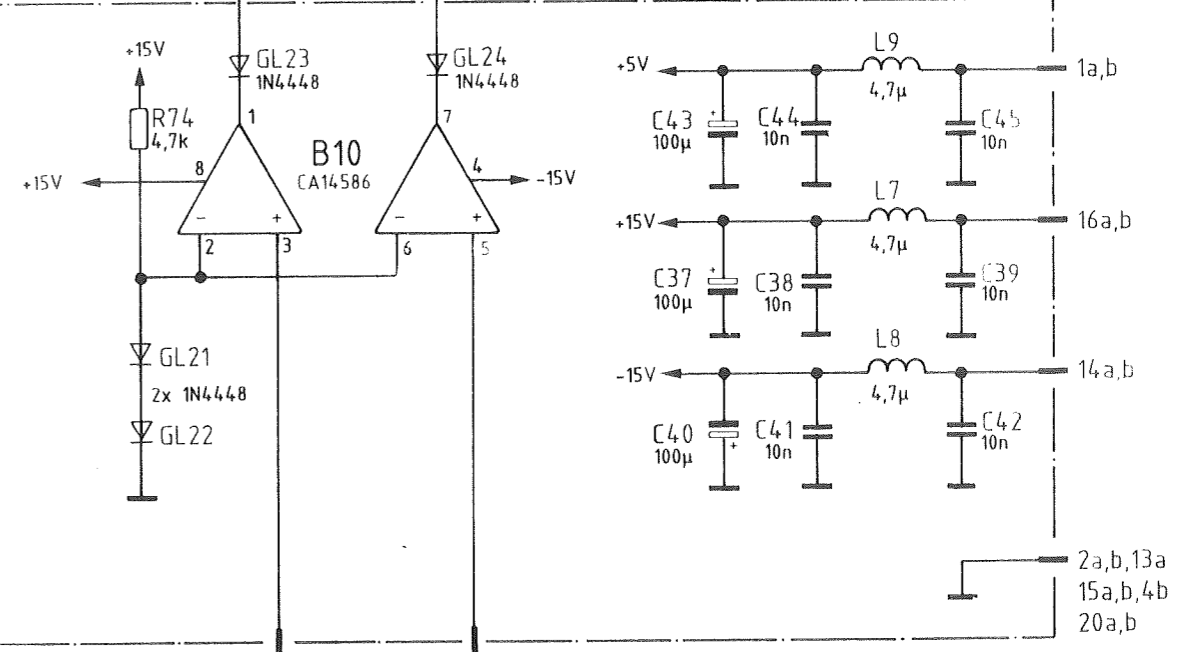 +15V
GL23
1N4448
GL24
1N4448
R74
4,7k
1
7
B10
CA14586
8
+15V
4
-15V
-
+
-
+
2
3
6
5
GL21
2x 1N4448
GL22
+5V
L9
4,7µ
1a,b
C43
+
100µ
C44
10n
C45
10n
+15V
L7
4,7µ
16a,b
C37
+
100µ
C38
10n
C39
10n
-15V
L8
4,7µ
14a,b
C40
100µ
+
C41
10n
C42
10n
2a,b,13a
15a,b,4b
20a,b